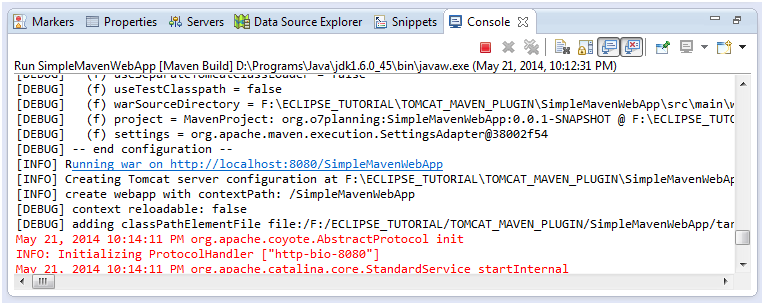 Markers Properties Servers Data Source Explorer Snippets Console
Run SimpleMavenWebApp [Maven Build] D:\Programs\Java\jdk1.6.0_45\bin\javaw.exe (May 21, 2014, 10:12:31 PM)
[DEBUG]   (f) useSeparateTomcatClassLoader = false
[DEBUG]   (f) useTestClasspath = false
[DEBUG]   (f) warSourceDirectory = F:\ECLIPSE_TUTORIAL\TOMCAT_MAVEN_PLUGIN\SimpleMavenWebApp\src\main\w
[DEBUG]   (f) project = MavenProject: org.o7planning:SimpleMavenWebApp:0.0.1-SNAPSHOT @ F:\ECLIPSE_TUTO
[DEBUG]   (f) settings = org.apache.maven.execution.SettingsAdapter@38002f54
[DEBUG] -- end configuration --
[INFO] Running war on http://localhost:8080/SimpleMavenWebApp
[INFO] Creating Tomcat server configuration at F:\ECLIPSE_TUTORIAL\TOMCAT_MAVEN_PLUGIN\SimpleMavenWebAp
[INFO] create webapp with contextPath: /SimpleMavenWebApp
[DEBUG] context reloadable: false
[DEBUG] adding classPathElementFile file:/F:/ECLIPSE_TUTORIAL/TOMCAT_MAVEN_PLUGIN/SimpleMavenWebApp/tar
May 21, 2014 10:14:11 PM org.apache.coyote.AbstractProtocol init
INFO: Initializing ProtocolHandler ["http-bio-8080"]
May 21, 2014 10:14:11 PM org.apache.catalina.core.StandardService startInternal